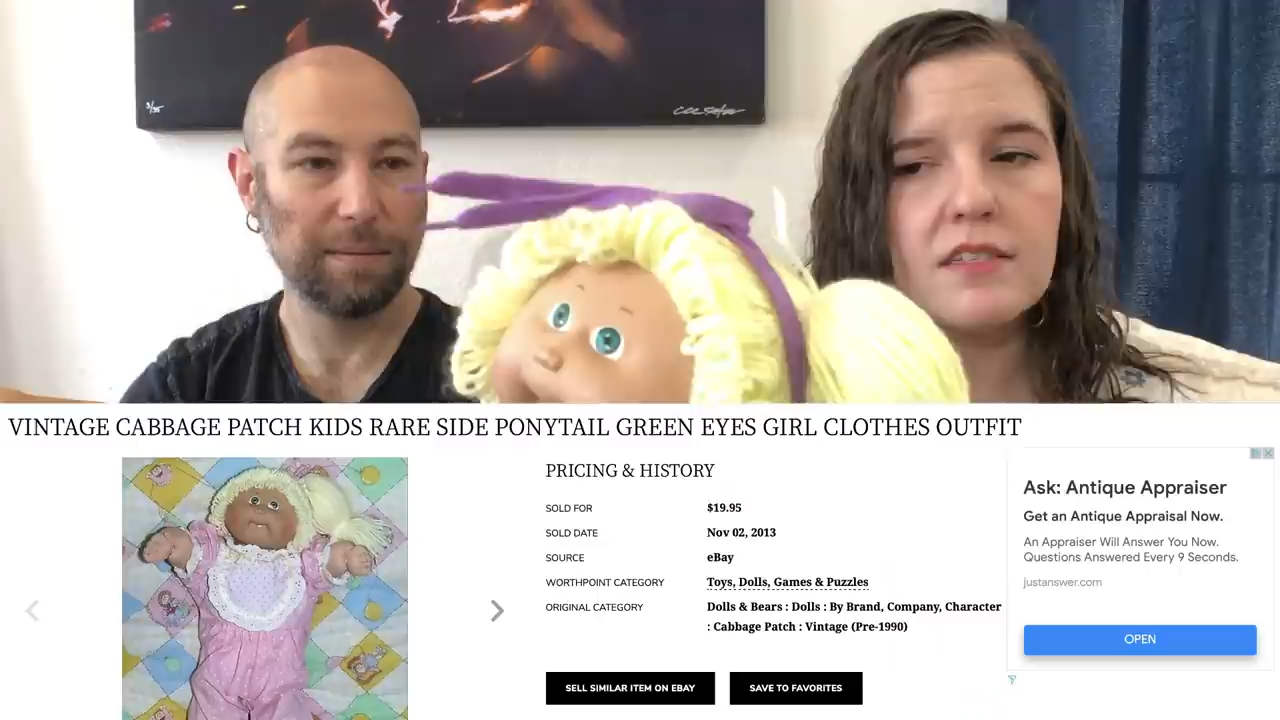 3/35
VINTAGE CABBAGE PATCH KIDS RARE SIDE PONYTAIL GREEN EYES GIRL CLOTHES OUTFIT
PRICING & HISTORY
SOLD FOR $19.95
SOLD DATE Nov 02, 2013
SOURCE eBay
WORTHPOINT CATEGORY Toys, Dolls, Games & Puzzles
ORIGINAL CATEGORY Dolls & Bears : Dolls : By Brand, Company, Character
: Cabbage Patch : Vintage (Pre-1990)
SELL SIMILAR ITEM ON EBAY SAVE TO FAVORITES
Ask: Antique Appraiser
Get an Antique Appraisal Now.
An Appraiser Will Answer You Now.
Questions Answered Every 9 Seconds.
justanswer.com
OPEN